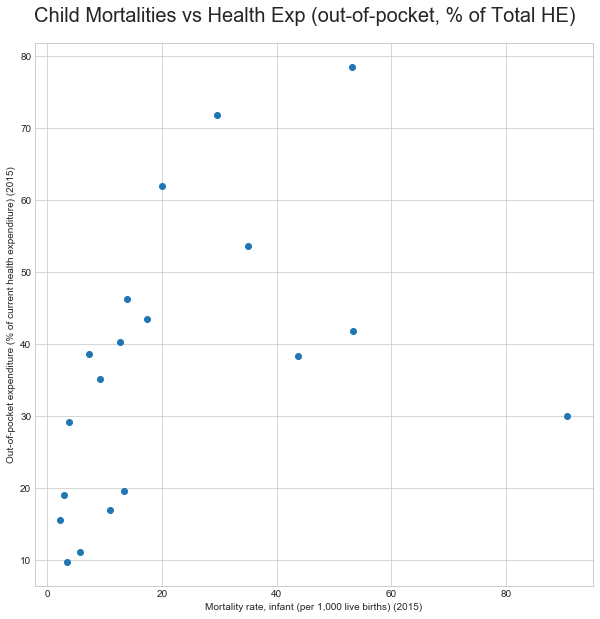 Child Mortalities vs Health Exp (out-of-pocket, % of Total HE)
80
70
60
50
40
30
20
10
Out-of-pocket expenditure (% of current health expenditure) (2015)
0 20 40 60 80
Mortality rate, infant (per 1,000 live births) (2015)